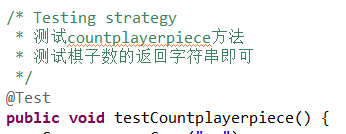 /* Testing strategy
 * 测试countplayerpiece方法
 * 测试棋子数的返回字符串即可
 */
@Test
public void testCountplayerpiece() {